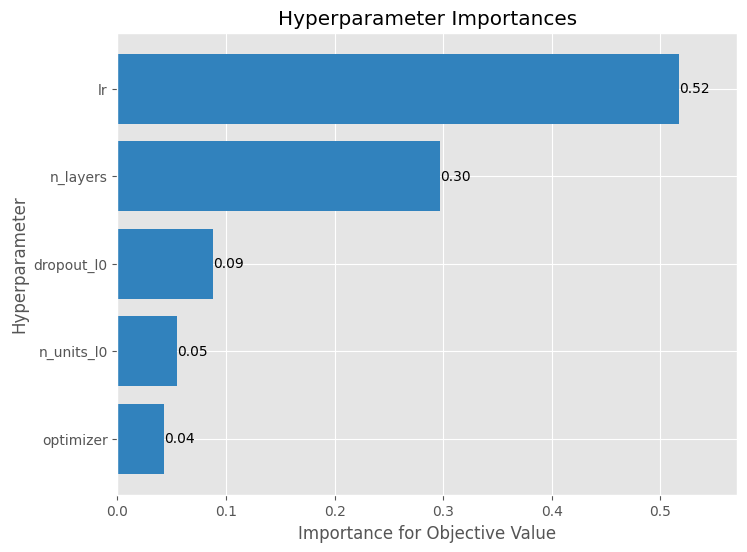 Hyperparameter Importances
Hyperparameter
lr
0.52
n_layers
0.30
dropout_l0
0.09
n_units_l0
0.05
optimizer
0.04
0.0
0.1
0.2
0.3
0.4
0.5
Importance for Objective Value